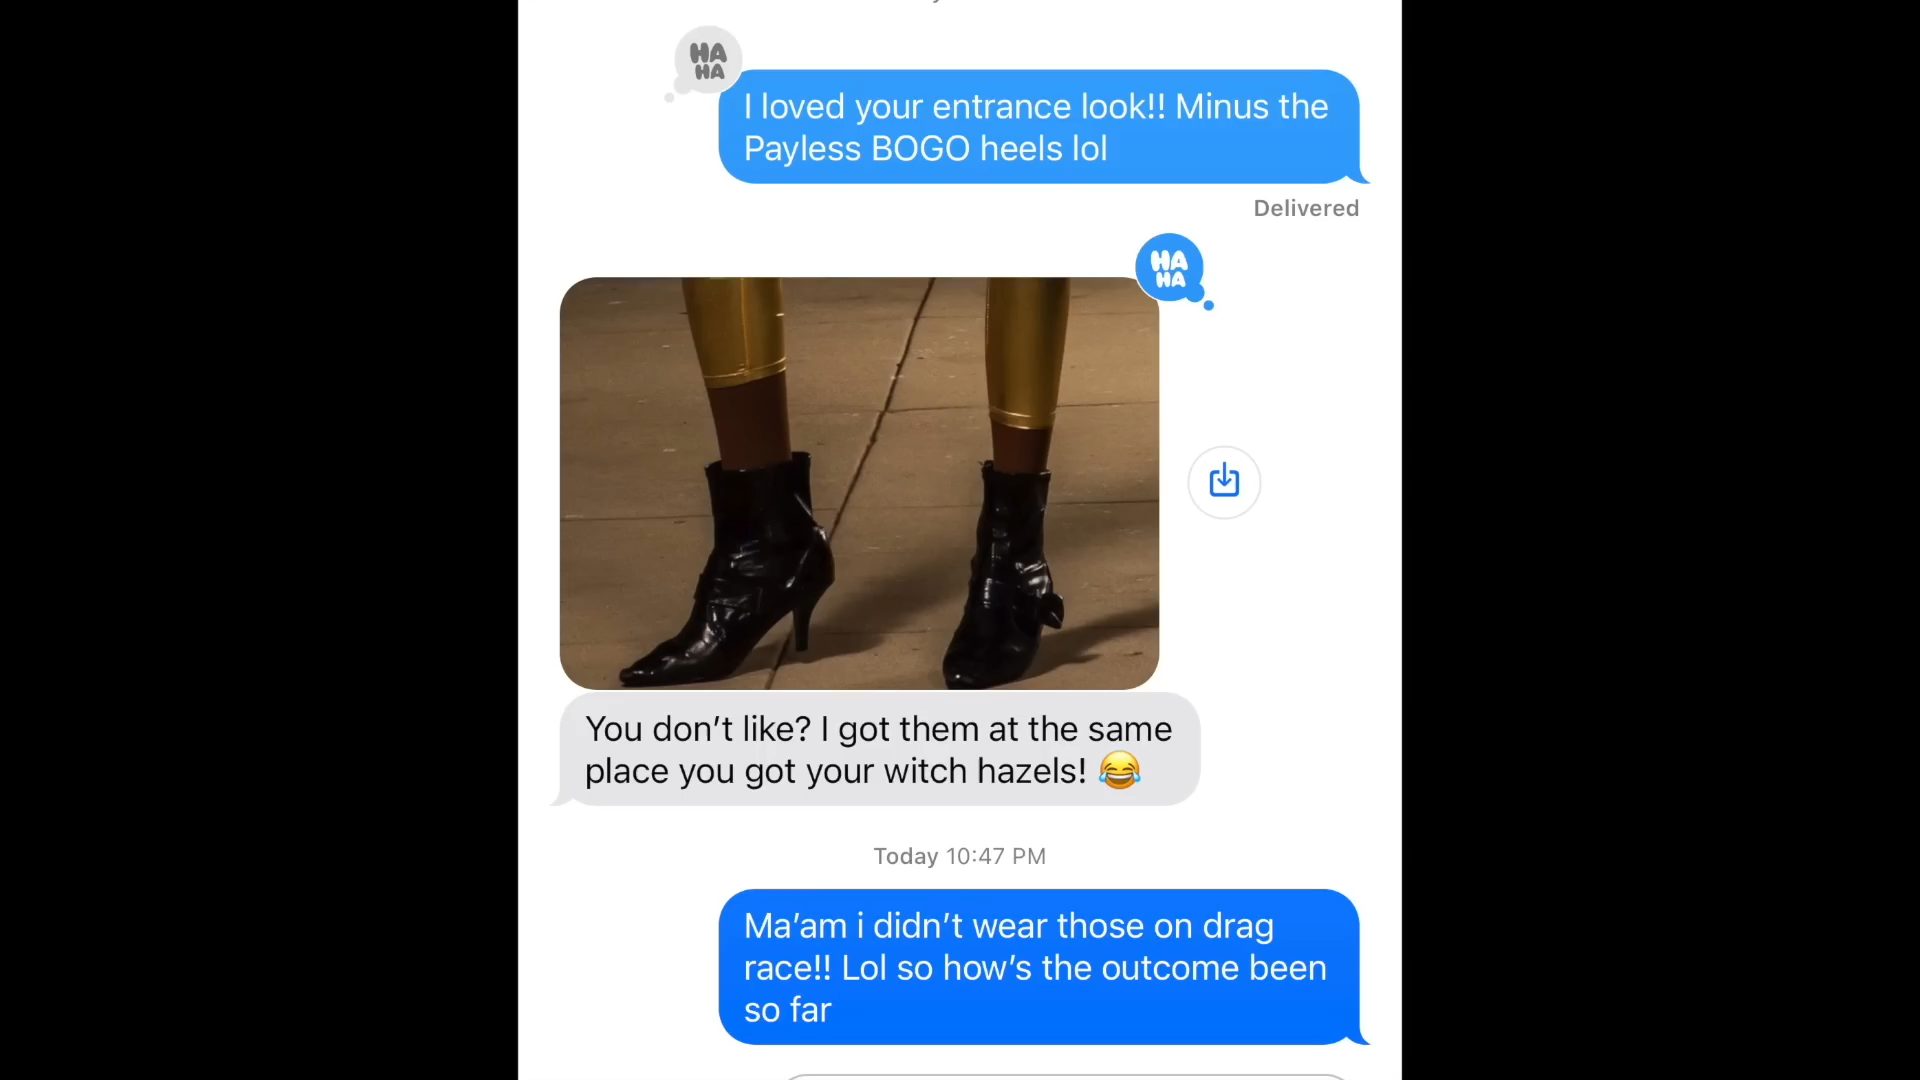 HA
HA
I loved your entrance look!! Minus the
Payless BOGO heels lol
Delivered
HA
HA
You don’t like? I got them at the same
place you got your witch hazels! 😂
Today 10:47 PM
Ma’am i didn’t wear those on drag
race!! Lol so how’s the outcome been
so far